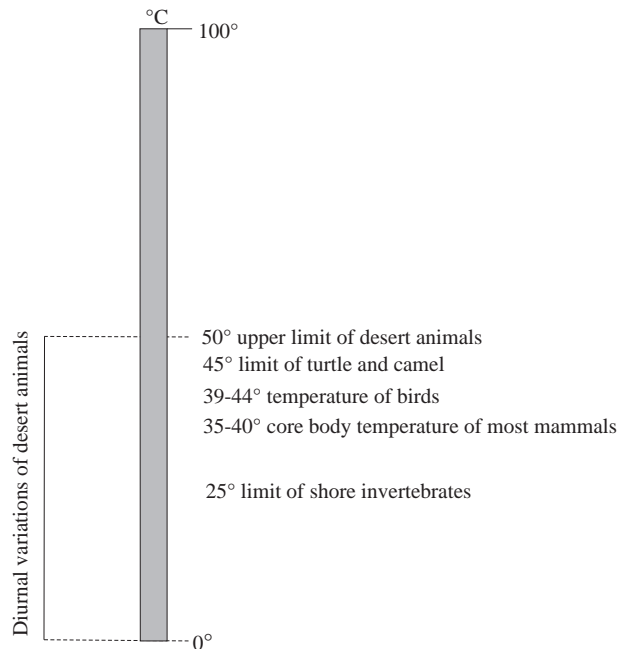 °C
100°
50° upper limit of desert animals
45° limit of turtle and camel
39-44° temperature of birds
35-40° core body temperature of most mammals
25° limit of shore invertebrates
0°
Diurnal variations of desert animals